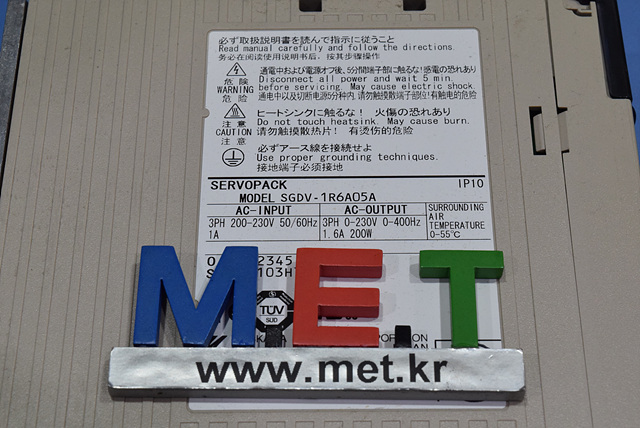 必ず取扱説明書を読んで指示に従うこと
Read manual carefully and follow the directions.
务必在阅读使用说明书后, 按其步骤操作
危険
WARNING
危险
通電中および電源オフ後、5分間端子部に触るな!感電の恐れあり
Disconnect all power and wait 5 min.
before servicing. May cause electric shock.
通电中以及切断电源5分钟内,请勿触摸端子部位!有触电的危险
注意
CAUTION
注意
ヒートシンクに触るな! 火傷の恐れあり
Do not touch heatsink. May cause burn.
请勿触摸散热片! 有烫伤的危险
必ずアース線を接続せよ
Use proper grounding techniques.
接地端子必须接地
SERVOPACK IP10
MODEL SGDV-1R6A05A
AC-INPUT
3PH 200-230V 50/60Hz
1A
AC-OUTPUT
3PH 0-230V 0-400Hz
1.6A 200W
SURROUNDING
AIR
TEMPERATURE
0-55℃
2345
103H
TÜV
SÜD
M.E.T
www.met.kr